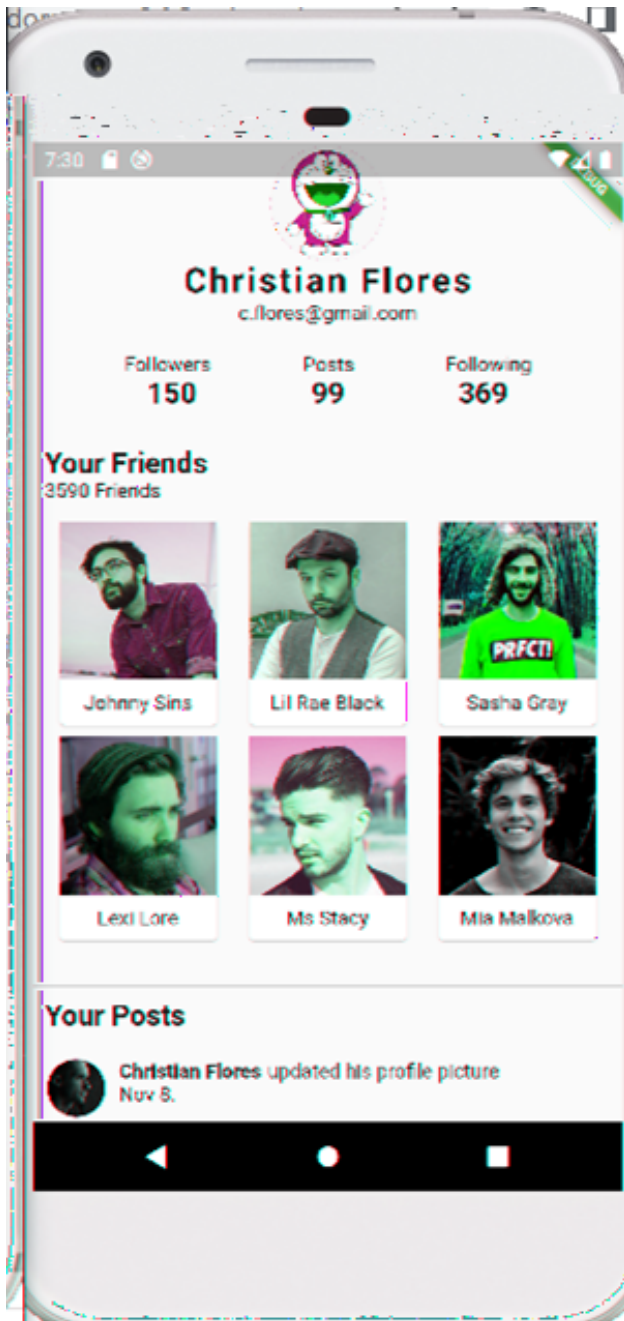 7:30
DEBUG
Christian Flores
c.flores@gmail.com
Followers Posts Following
150 99 369
Your Friends
3590 Friends
PRFCT!
Johnny Sins Lil Rae Black Sasha Gray
Lexi Lore Ms Stacy Mia Malkova
Your Posts
Christian Flores updated his profile picture
Nov 8.